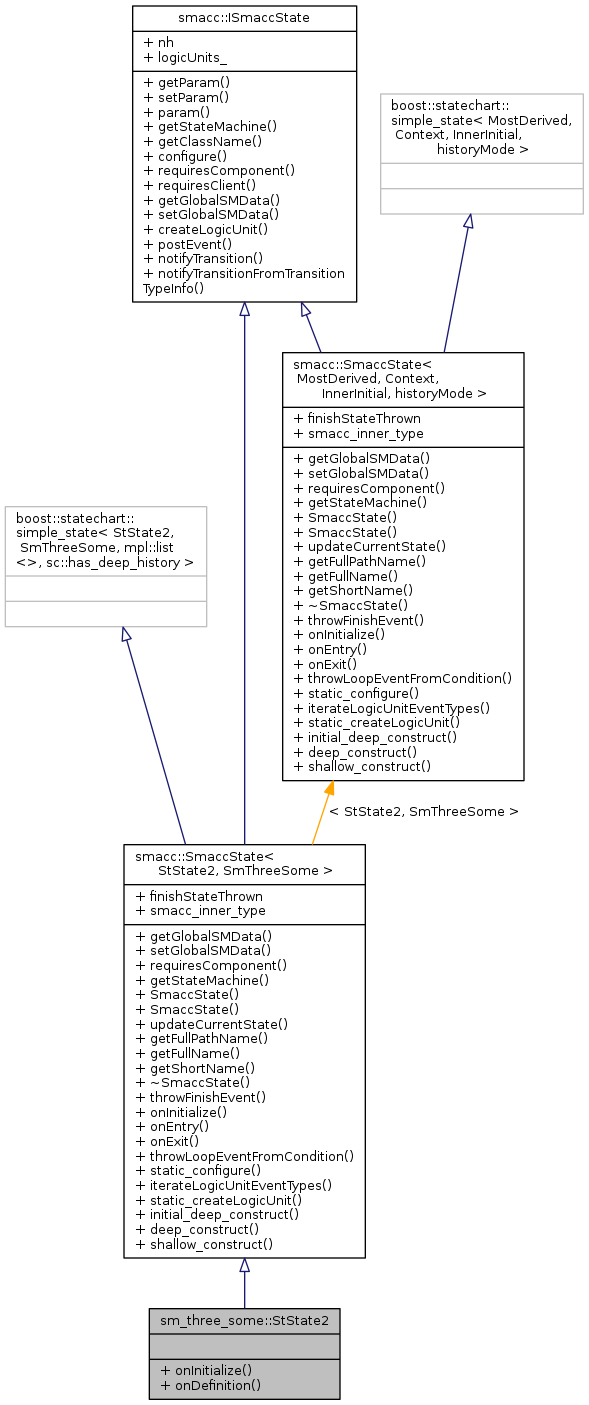 smacc::ISmaccState
+ nh
+ logicUnits_
+ getParam()
+ setParam()
+ param()
+ getStateMachine()
+ getClassName()
+ configure()
+ requiresComponent()
+ requiresClient()
+ getGlobalSMData()
+ setGlobalSMData()
+ createLogicUnit()
+ postEvent()
+ notifyTransition()
+ notifyTransitionFromTransition
TypeInfo()
boost::statechart::
simple_state< MostDerived,
Context, InnerInitial,
historyMode >
smacc::SmaccState<
MostDerived, Context,
InnerInitial, historyMode >
+ finishStateThrown
+ smacc_inner_type
+ getGlobalSMData()
+ setGlobalSMData()
+ requiresComponent()
+ getStateMachine()
+ SmaccState()
+ SmaccState()
+ updateCurrentState()
+ getFullPathName()
+ getFullName()
+ getShortName()
+ ~SmaccState()
+ throwFinishEvent()
+ onInitialize()
+ onEntry()
+ onExit()
+ throwLoopEventFromCondition()
+ static_configure()
+ iterateLogicUnitEventTypes()
+ static_createLogicUnit()
+ initial_deep_construct()
+ deep_construct()
+ shallow_construct()
boost::statechart::
simple_state< StState2,
SmThreeSome, mpl::list
<>, sc::has_deep_history >
< StState2, SmThreeSome >
smacc::SmaccState<
StState2, SmThreeSome >
+ finishStateThrown
+ smacc_inner_type
+ getGlobalSMData()
+ setGlobalSMData()
+ requiresComponent()
+ getStateMachine()
+ SmaccState()
+ SmaccState()
+ updateCurrentState()
+ getFullPathName()
+ getFullName()
+ getShortName()
+ ~SmaccState()
+ throwFinishEvent()
+ onInitialize()
+ onEntry()
+ onExit()
+ throwLoopEventFromCondition()
+ static_configure()
+ iterateLogicUnitEventTypes()
+ static_createLogicUnit()
+ initial_deep_construct()
+ deep_construct()
+ shallow_construct()
sm_three_some::StState2
+ onInitialize()
+ onDefinition()